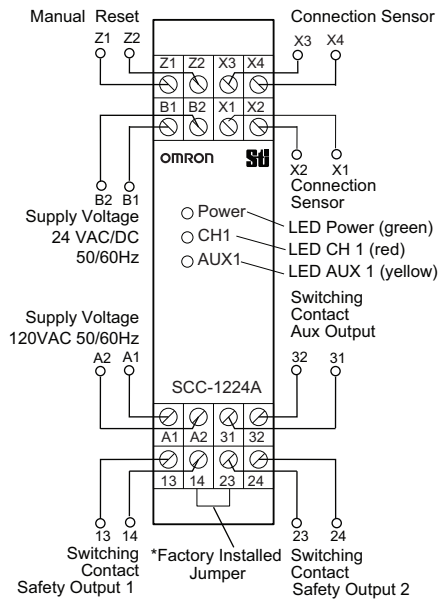 Manual Reset
Connection Sensor
Z1 Z2
X3 X4
Z1 Z2 X3 X4
B1 B2 X1 X2
OMRON STI
B2 B1
X2 X1
Supply Voltage
24 VAC/DC
50/60Hz
Connection
Sensor
Power
LED Power (green)
CH1
LED CH 1 (red)
AUX1
LED AUX 1 (yellow)
Switching
Contact
Aux Output
Supply Voltage
120VAC 50/60Hz
A2 A1
32 31
SCC-1224A
A1 A2 31 32
13 14 23 24
13 14
23 24
Switching
Contact
Safety Output 1
*Factory Installed
Jumper
Switching
Contact
Safety Output 2